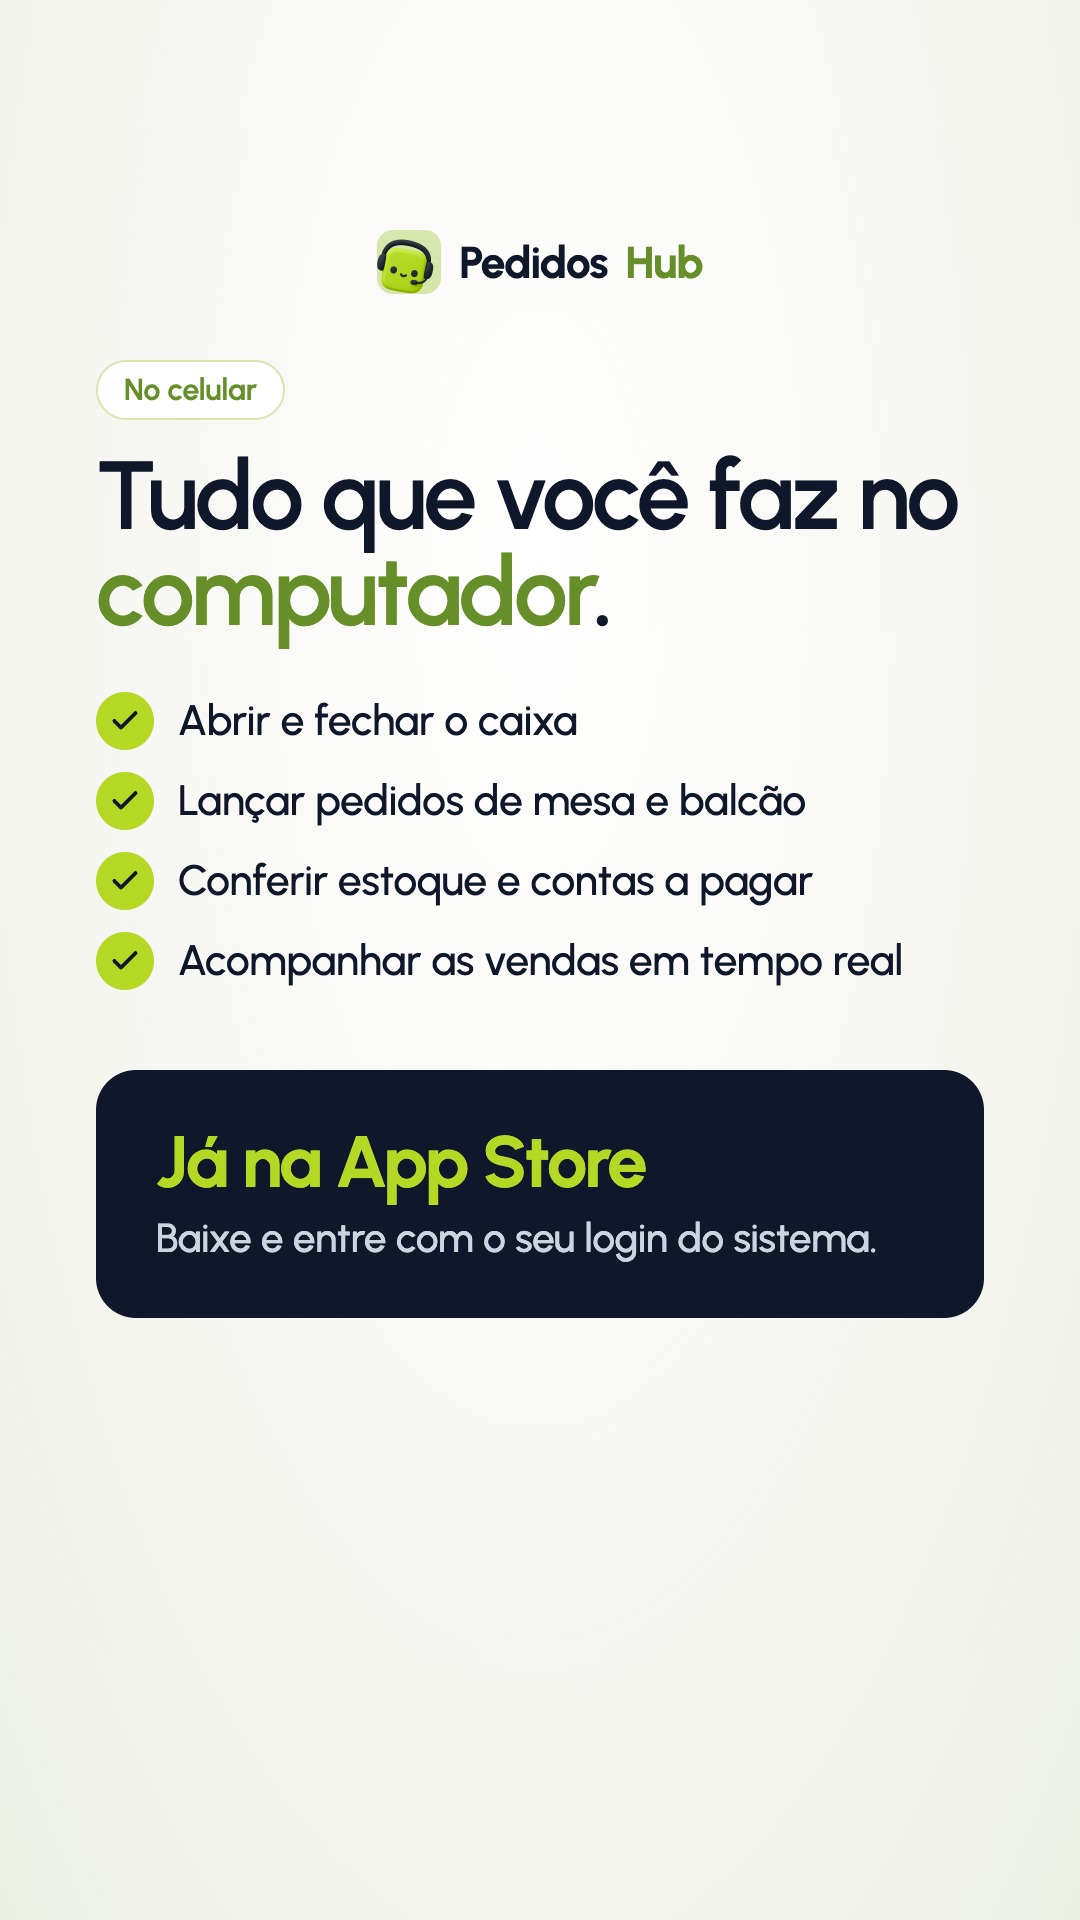 Pedidos Hub
No celular
Tudo que você faz no
computador.
Abrir e fechar o caixa
Lançar pedidos de mesa e balcão
Conferir estoque e contas a pagar
Acompanhar as vendas em tempo real
Já na App Store
Baixe e entre com o seu login do sistema.